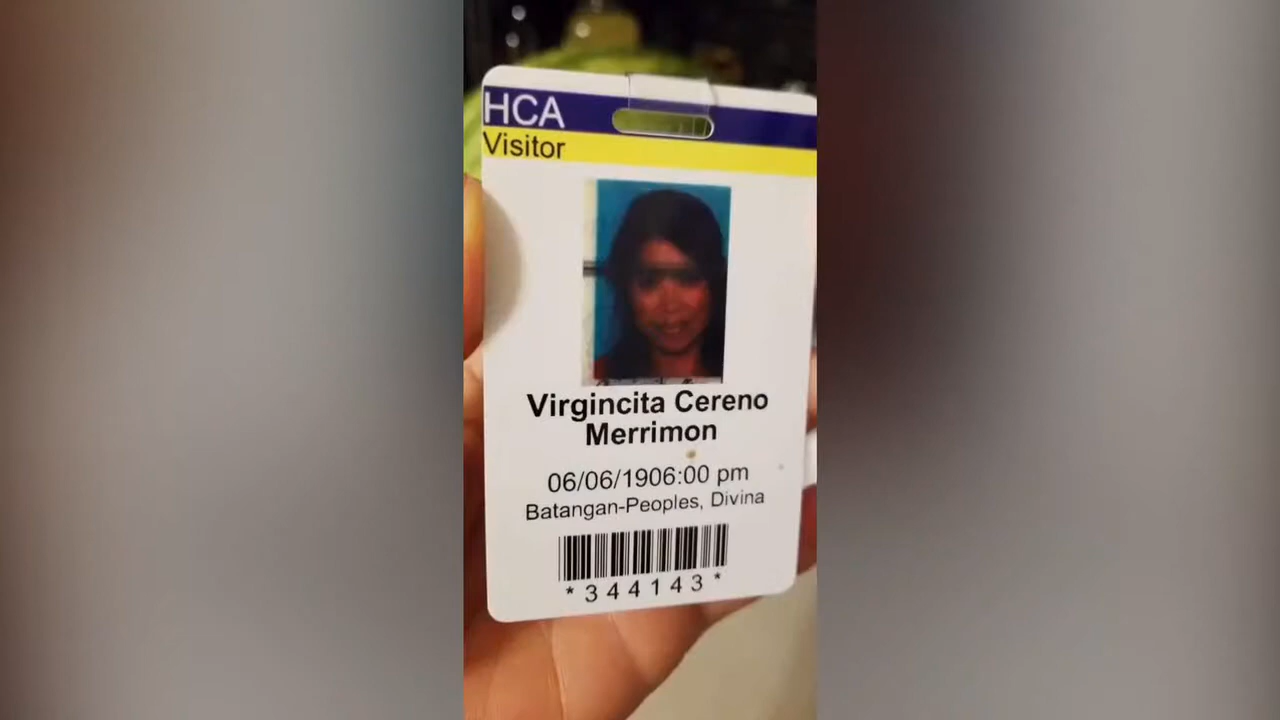 HCA
Visitor
Virgincita Cereno
Merrimon
06/06/1906:00 pm
Batangan-Peoples, Divina
*344143*